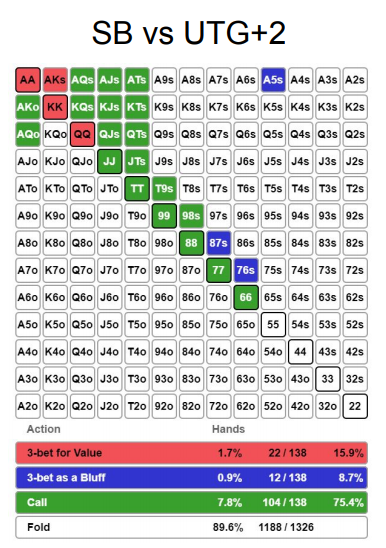 SB vs UTG+2
AA AKs AQs AJs ATs A9s A8s A7s A6s A5s A4s A3s A2s
AKo KK KQs KJs KTs K9s K8s K7s K6s K5s K4s K3s K2s
AQo KQo QQ QJs QTs Q9s Q8s Q7s Q6s Q5s Q4s Q3s Q2s
AJo KJo QJo JJ JTs J9s J8s J7s J6s J5s J4s J3s J2s
ATo KTo QTo JTo TT T9s T8s T7s T6s T5s T4s T3s T2s
A9o K9o Q9o J9o T9o 99 98s 97s 96s 95s 94s 93s 92s
A8o K8o Q8o J8o T8o 98o 88 87s 86s 85s 84s 83s 82s
A7o K7o Q7o J7o T7o 97o 87o 77 76s 75s 74s 73s 72s
A6o K6o Q6o J6o T6o 96o 86o 76o 66 65s 64s 63s 62s
A5o K5o Q5o J5o T5o 95o 85o 75o 65o 55 54s 53s 52s
A4o K4o Q4o J4o T4o 94o 84o 74o 64o 54o 44 43s 42s
A3o K3o Q3o J3o T3o 93o 83o 73o 63o 53o 43o 33 32s
A2o K2o Q2o J2o T2o 92o 82o 72o 62o 52o 42o 32o 22
Action Hands
3-bet for Value 1.7% 22 / 138 15.9%
3-bet as a Bluff 0.9% 12 / 138 8.7%
Call 7.8% 104 / 138 75.4%
Fold 89.6% 1188 / 1326